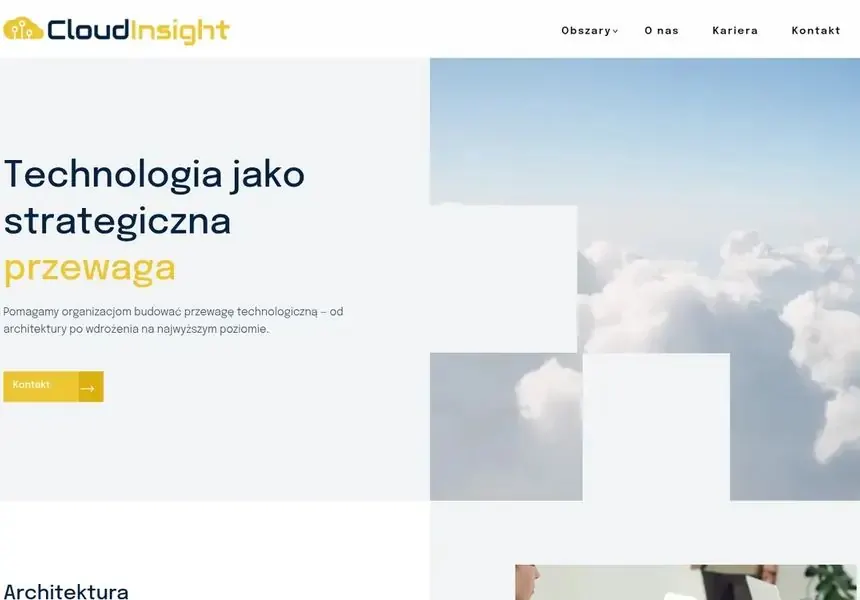 CloudInsight
Obszary
O nas
Kariera
Kontakt
Technologia jako
strategiczna
przewaga
Pomagamy organizacjom budować przewagę technologiczną – od
architektury po wdrożenia na najwyższym poziomie.
Kontakt
Architektura